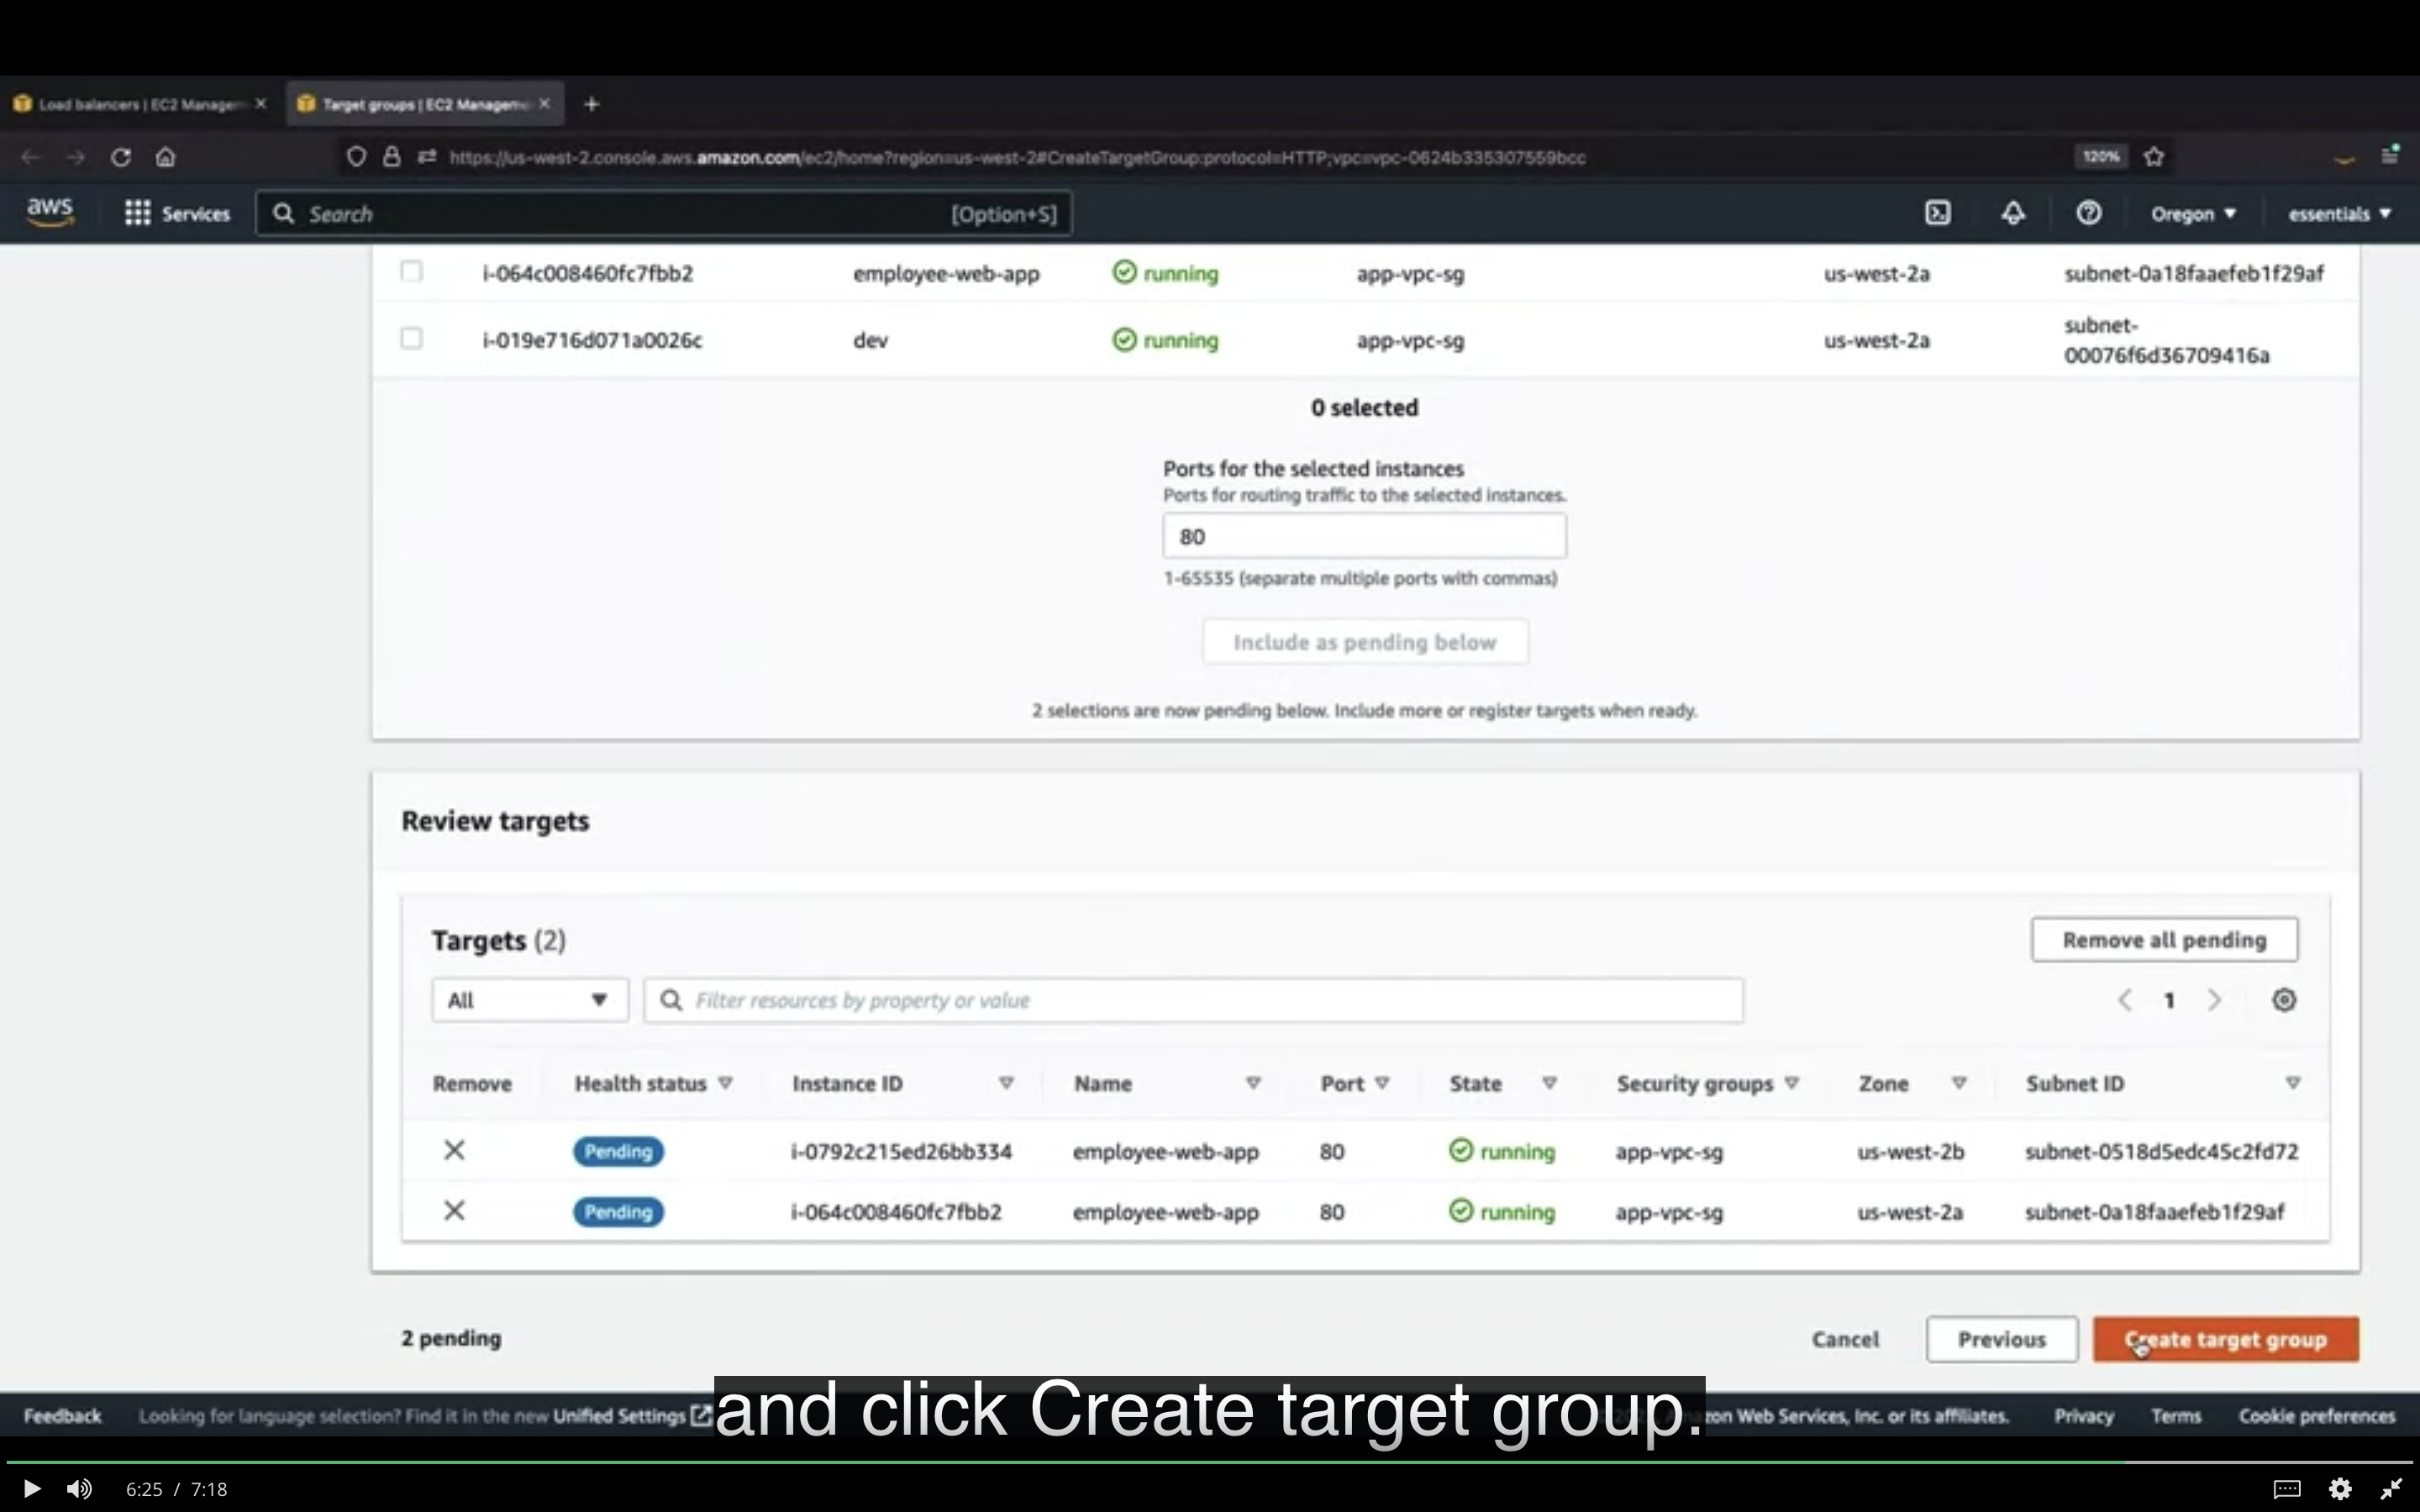 Load balancers | EC2 Managem
Target groups | EC2 Manageme
https://us-west-2.console.aws.amazon.com/ec2/home?region=us-west-2#CreateTargetGroup:protocol=HTTP;vpc=vpc-0624b335307559bcc
120%
aws
Services
Search
[Option+S]
Oregon
essentials
i-064c008460fc7fbb2 employee-web-app running app-vpc-sg us-west-2a subnet-0a18faaefeb1f29af
i-019e716d071a0026c dev running app-vpc-sg us-west-2a subnet-
00076f6d36709416a
0 selected
Ports for the selected instances
Ports for routing traffic to the selected instances.
80
1-65535 (separate multiple ports with commas)
Include as pending below
2 selections are now pending below. Include more or register targets when ready.
Review targets
Targets (2)
Remove all pending
All
Filter resources by property or value
1
Remove Health status Instance ID Name Port State Security groups Zone Subnet ID
Pending i-0792c215ed26bb334 employee-web-app 80 running app-vpc-sg us-west-2b subnet-0518d5edc45c2fd72
Pending i-064c008460fc7fbb2 employee-web-app 80 running app-vpc-sg us-west-2a subnet-0a18faaefeb1f29af
2 pending
Cancel
Previous
Create target group
and click Create target group.
Feedback
Looking for language selection? Find it in the new Unified Settings
Web Services, Inc. or its affiliates.
Privacy
Terms
Cookie preferences
6:25 / 7:18